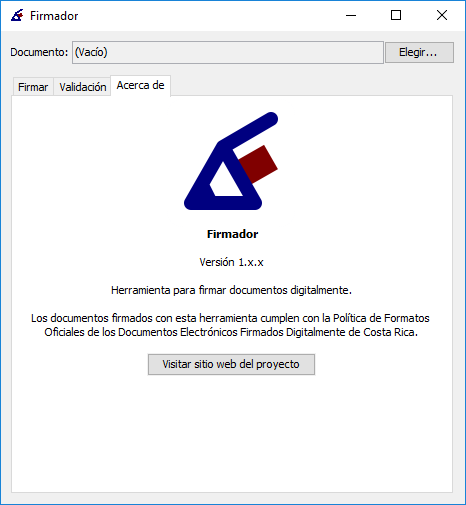 Firmador
Documento: (Vacío) Elegir...
Firmar Validación Acerca de
Firmador
Versión 1.x.x
Herramienta para firmar documentos digitalmente.
Los documentos firmados con esta herramienta cumplen con la Política de Formatos
Oficiales de los Documentos Electrónicos Firmados Digitalmente de Costa Rica.
Visitar sitio web del proyecto